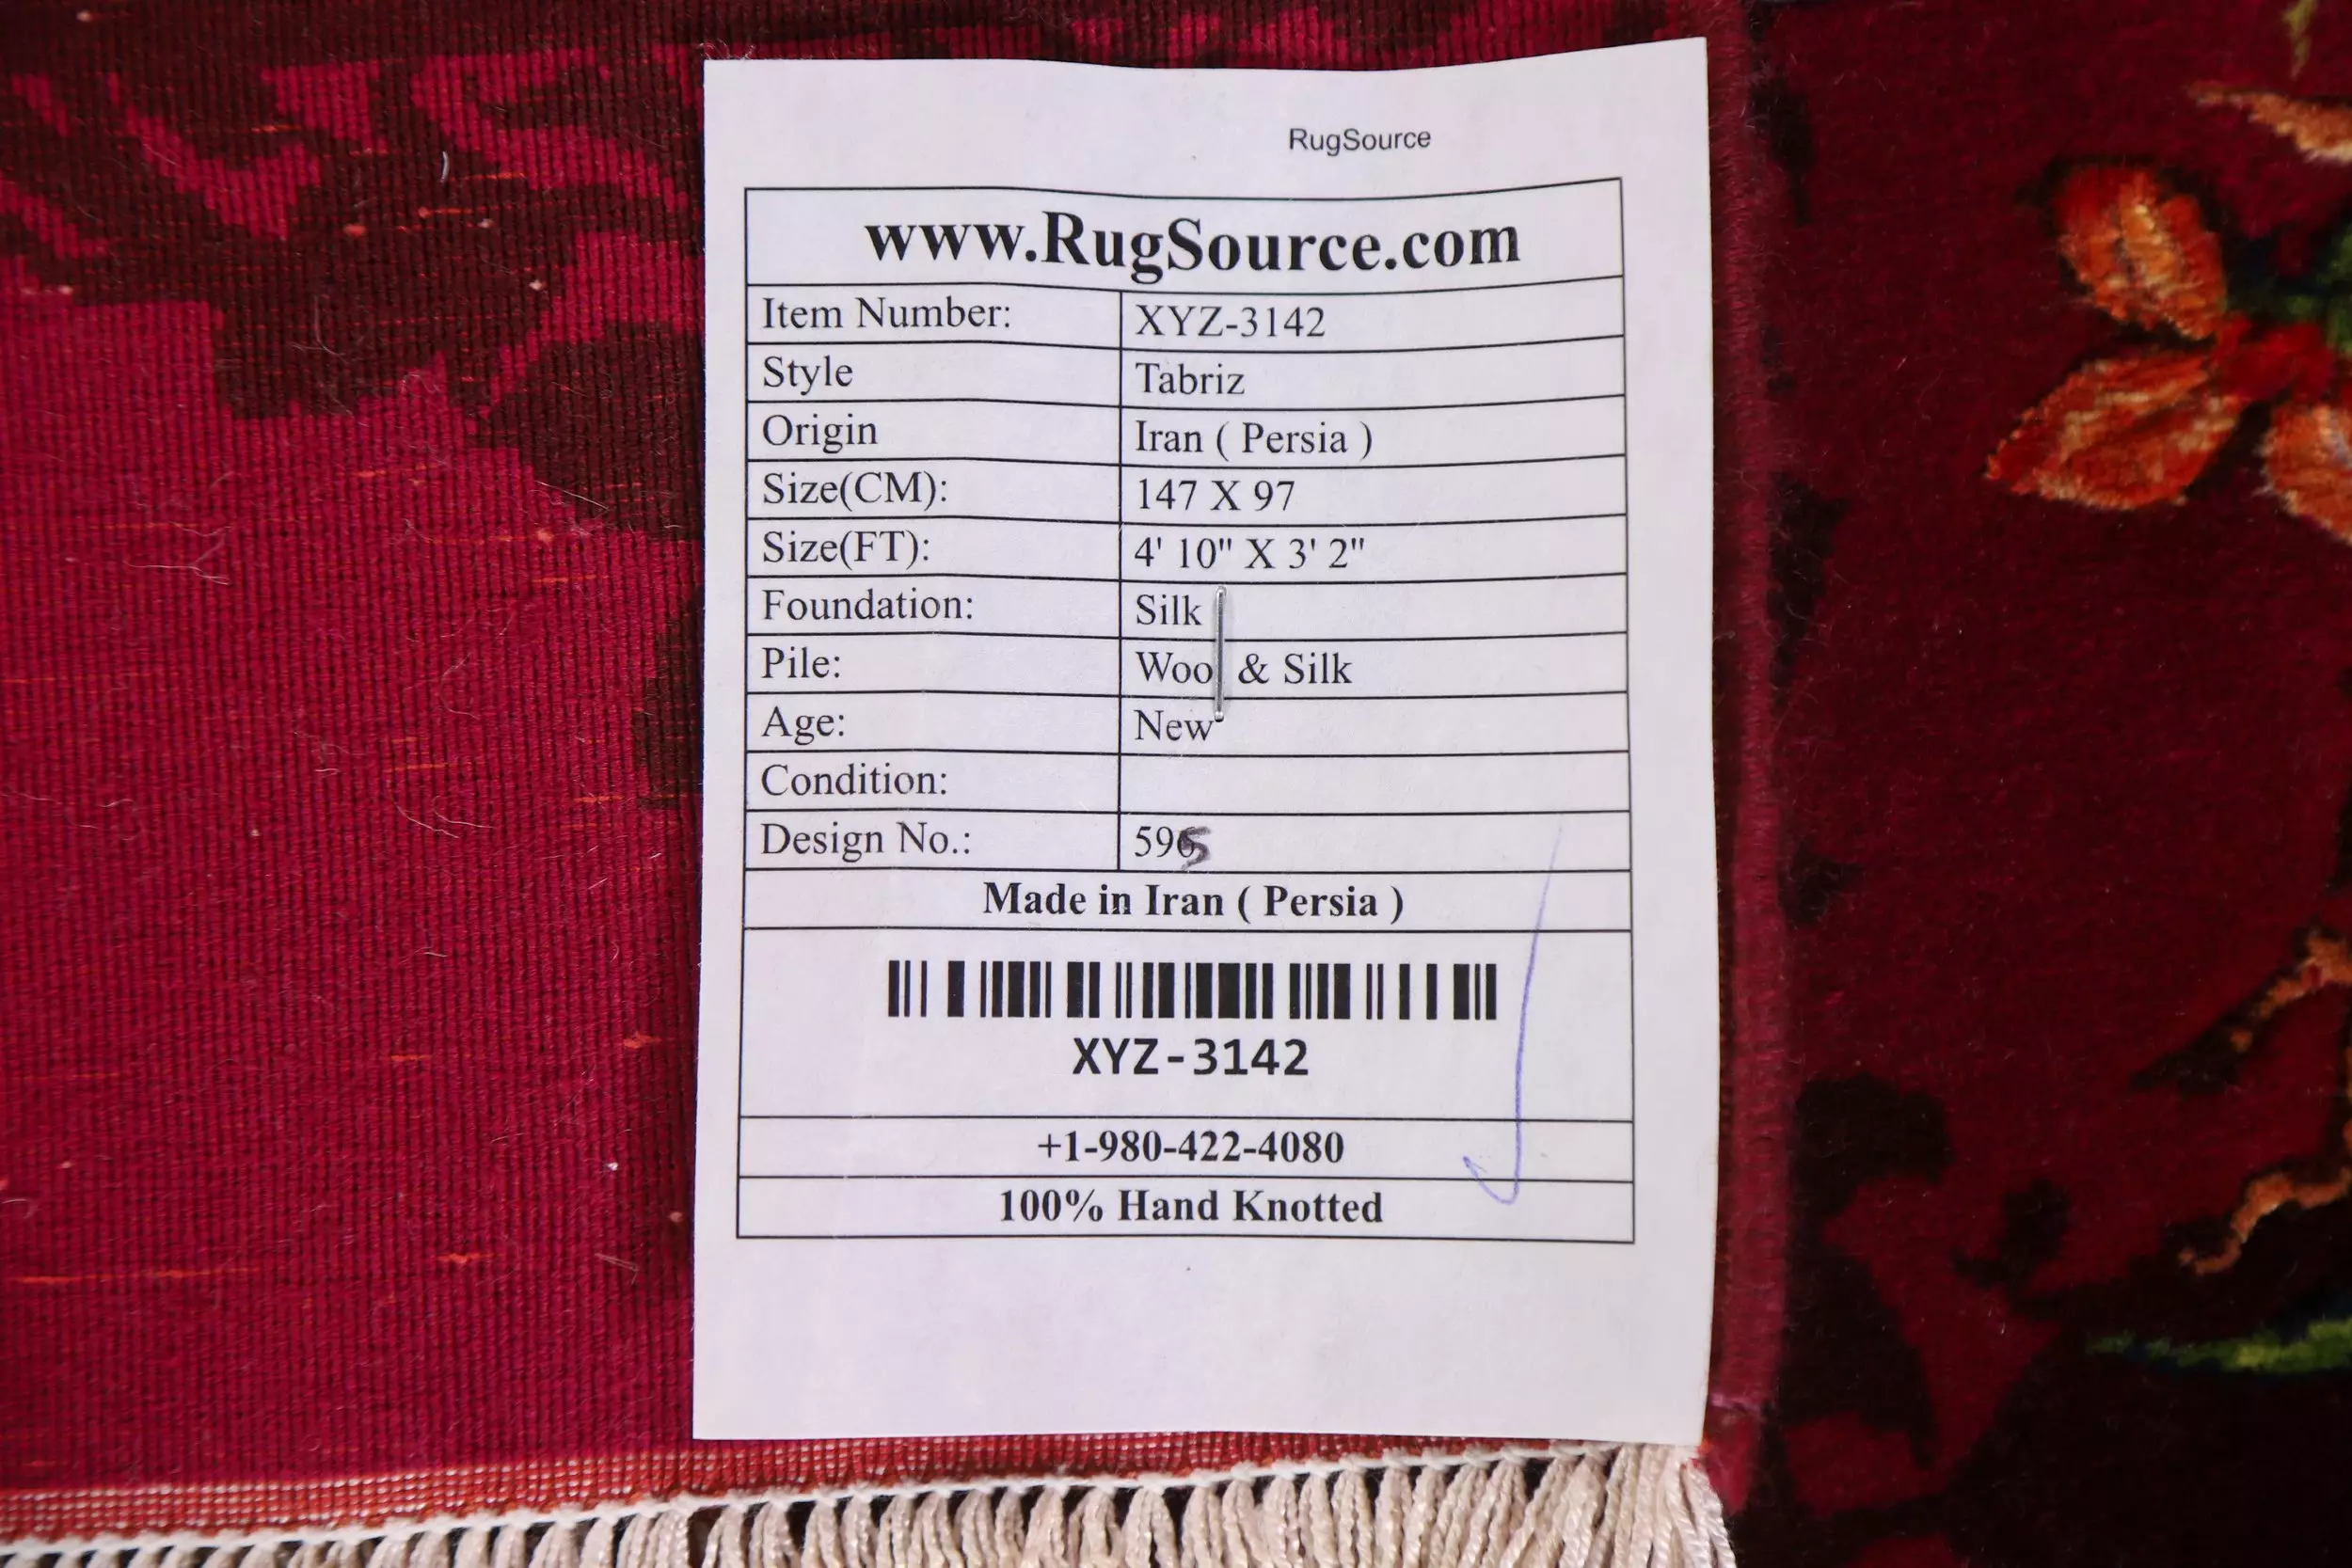 RugSource
www.RugSource.com
Item Number: XYZ-3142
Style Tabriz
Origin Iran ( Persia )
Size(CM): 147 X 97
Size(FT): 4' 10" X 3' 2"
Foundation: Silk
Pile: Wool & Silk
Age: New
Condition:
Design No.: 595
Made in Iran ( Persia )
XYZ-3142
+1-980-422-4080
100% Hand Knotted